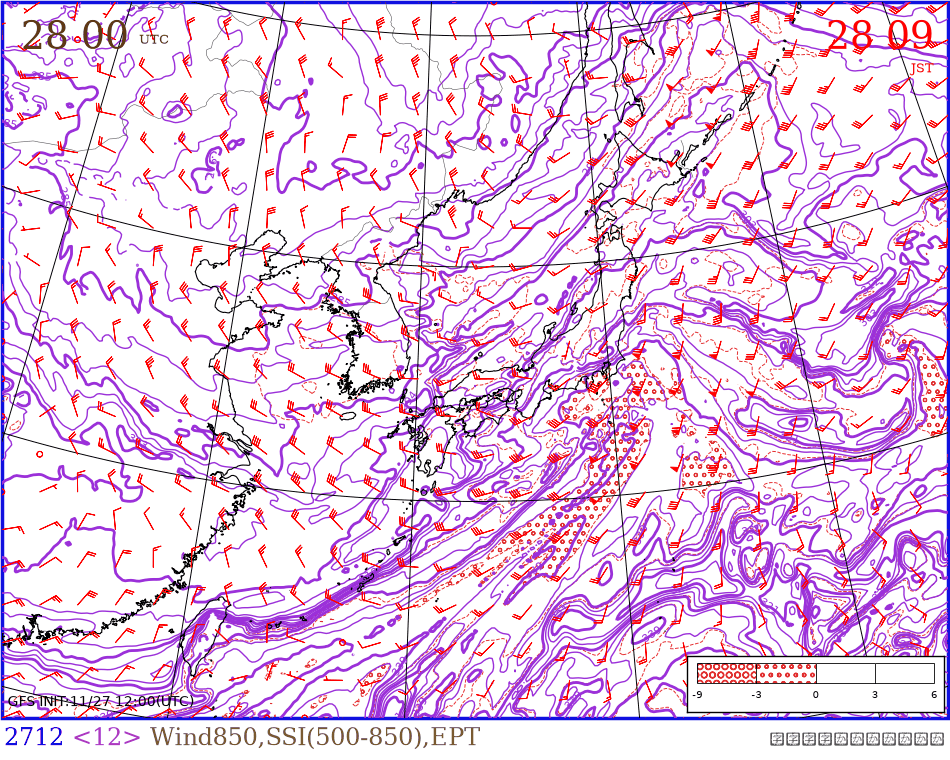 28 00 UTC
28 09
JST
GFS INIT:11/27 12:00(UTC)
-9 -3 0 3 6
2712 <12> Wind850,SSI(500-850),EPT